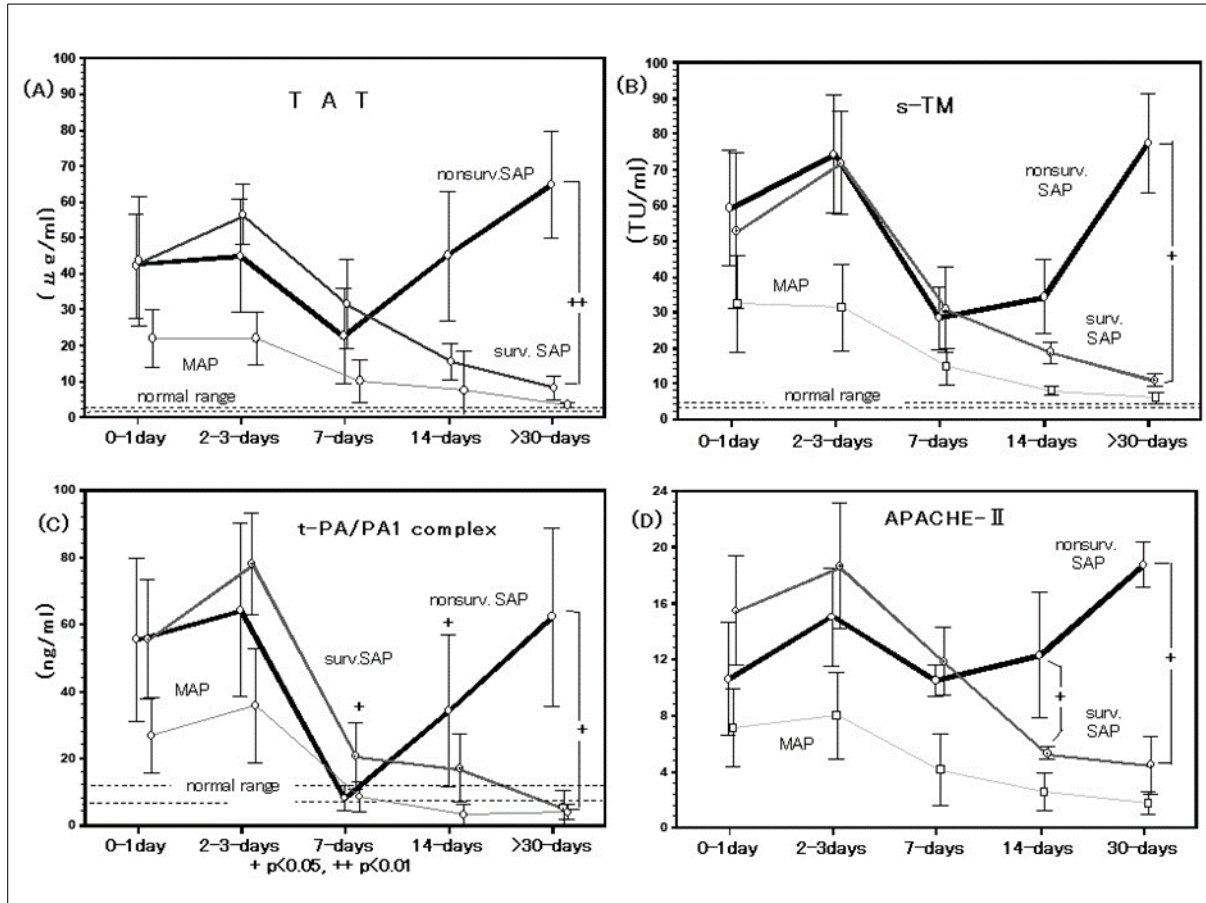 (A)
T A T
100
90
80
70
60
50
40
30
20
10
0
(μg/ml)
nonsurv.SAP
surv. SAP
MAP
normal range
++
0-1day
2-3-days
7-days
14-days
>30-days
(B)
s-TM
100
90
80
70
60
50
40
30
20
10
0
(TU/ml)
nonsurv.
SAP
MAP
surv.
SAP
normal range
+
0-1day
2-3-days
7-days
14-days
>30-days
(C)
t-PA/PA1 complex
100
80
60
40
20
0
(ng/ml)
nonsurv. SAP
surv.SAP
MAP
normal range
+
+
+
0-1day
2-3-days
7-days
14-days
>30-days
+ p<0.05, ++ p<0.01
(D)
APACHE-II
24
20
16
12
8
4
0
nonsurv.
SAP
MAP
surv.
SAP
+
+
0-1day
2-3days
7-days
14-days
30-days